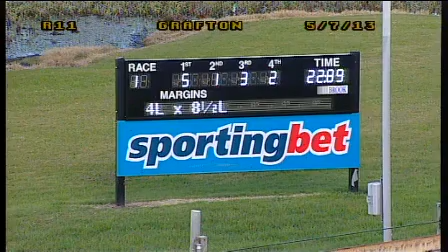 R11 GRAFTON 5/7/13
RACE 1ST 2ND 3RD 4TH TIME
1 5 1 3 2 22.89
MARGINS
4L x 8½L
sportingbet